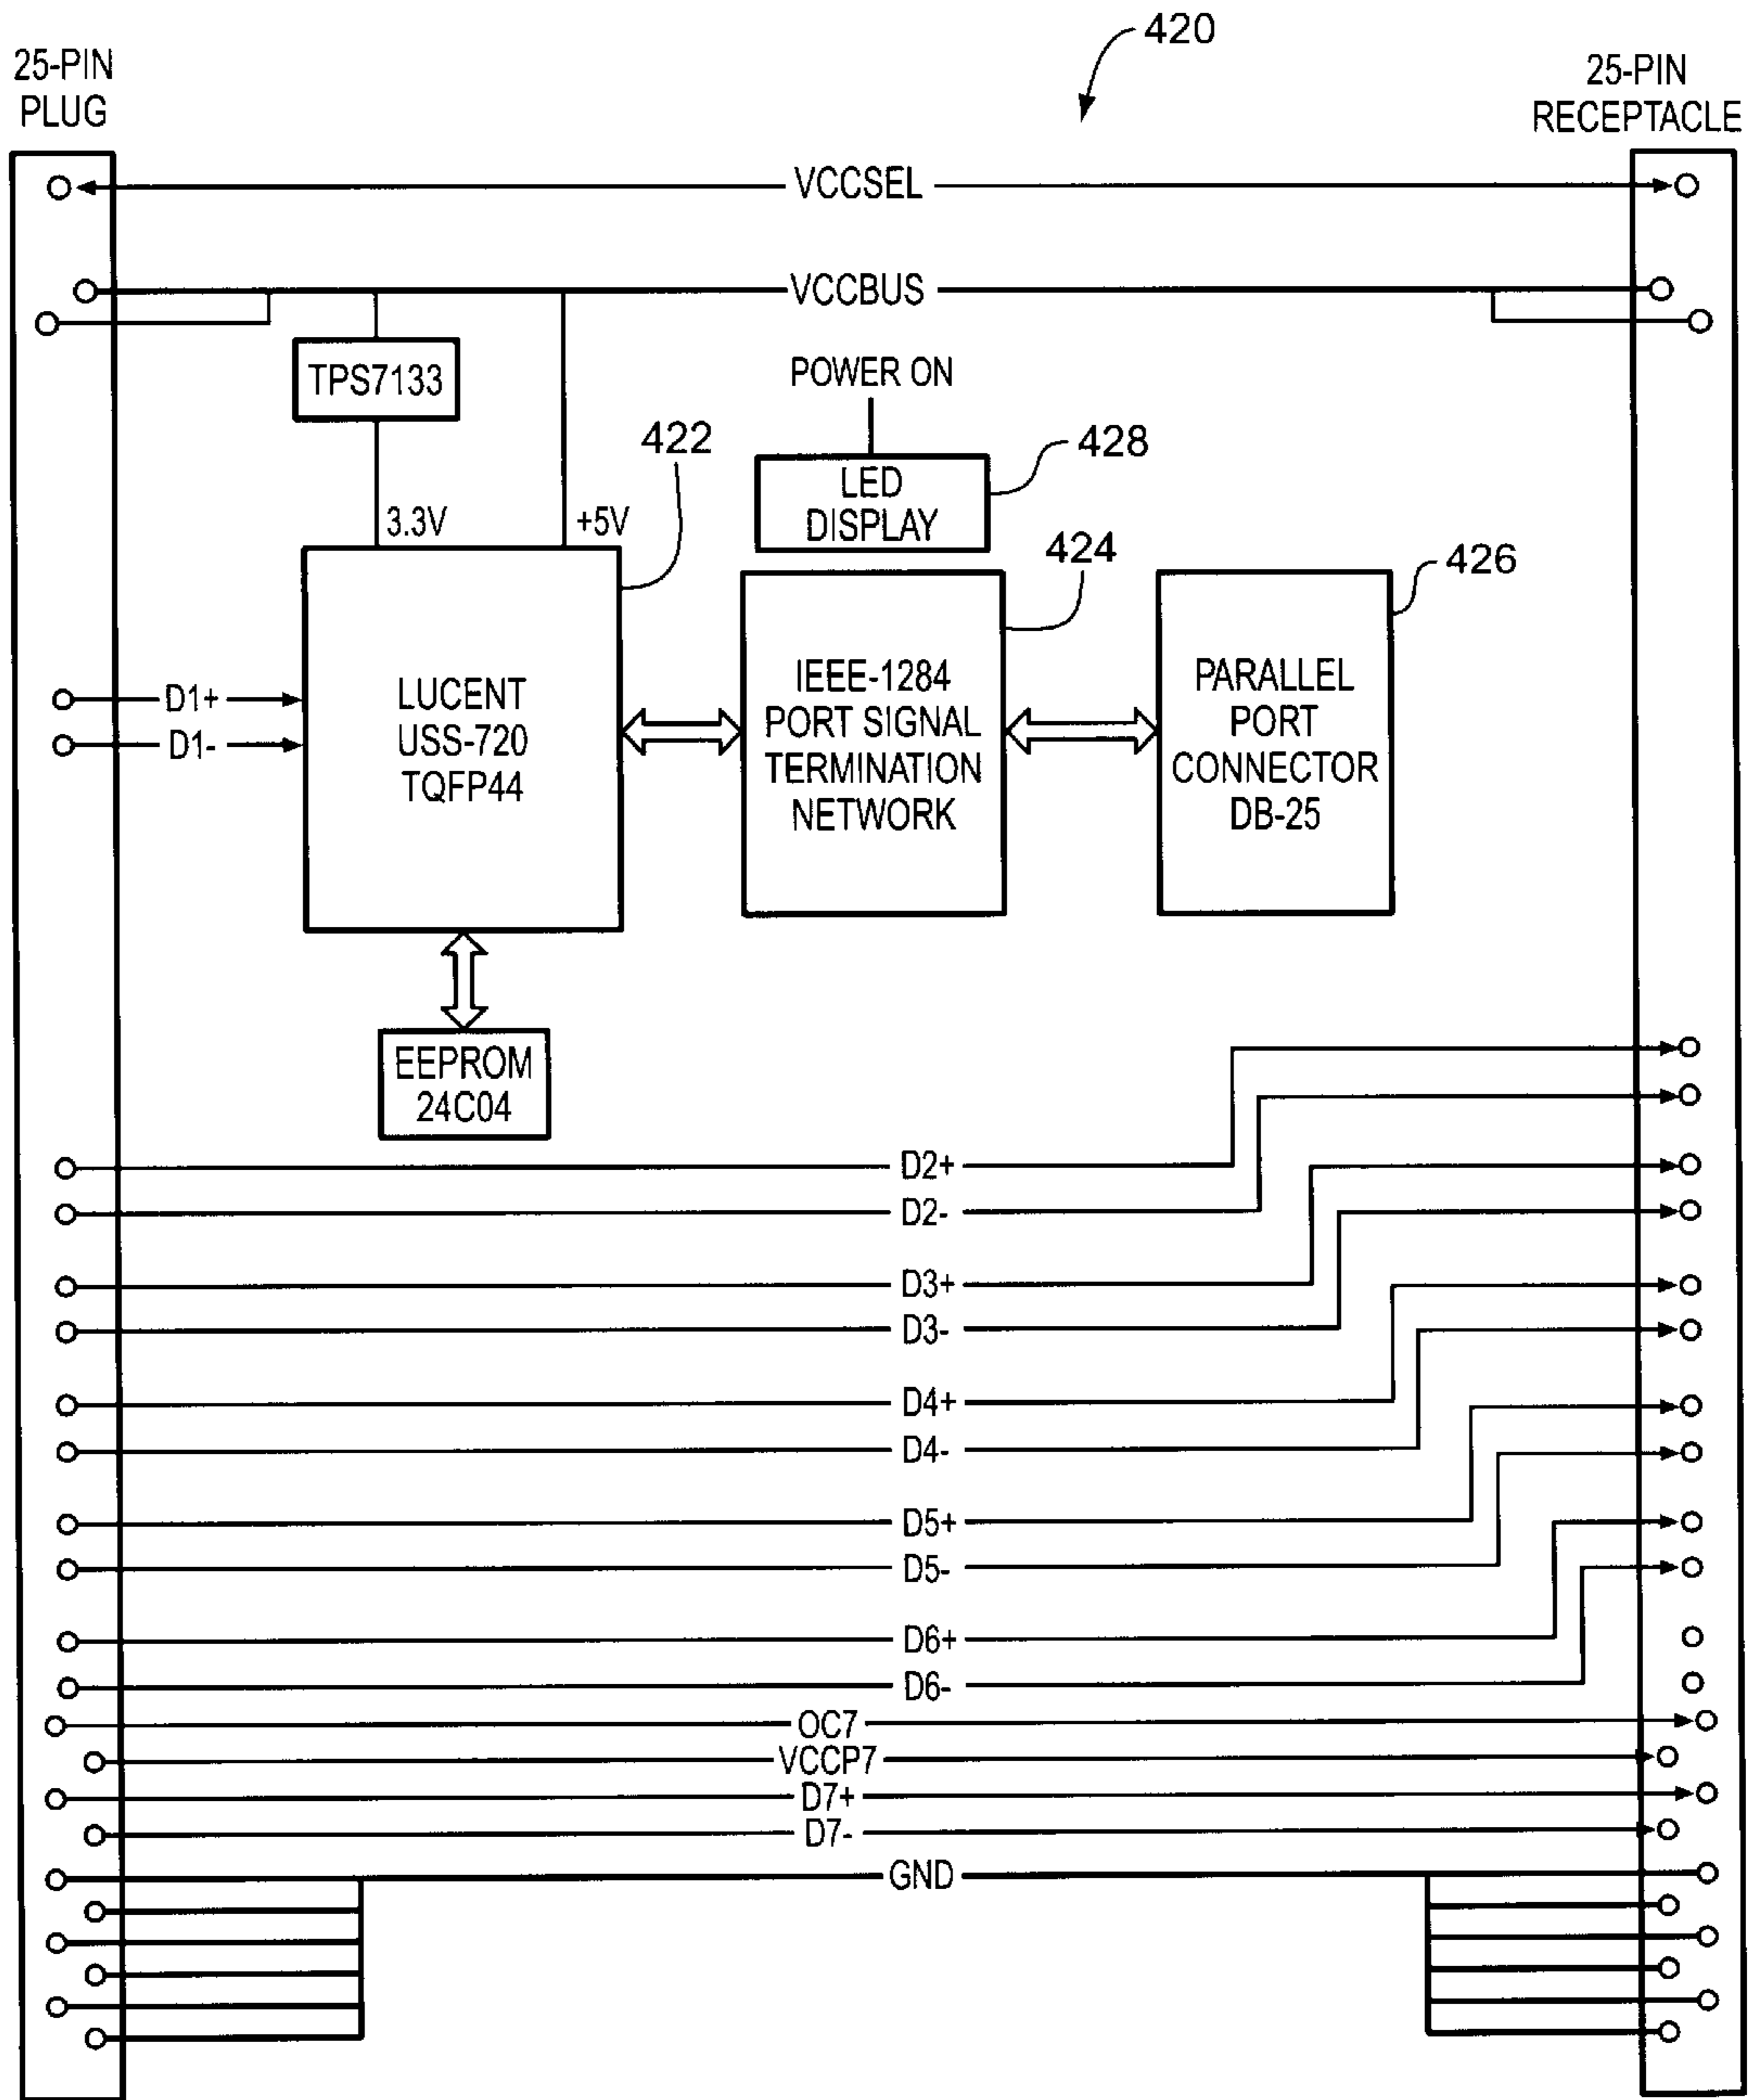 420
25-PIN
PLUG
25-PIN
RECEPTACLE
VCCSEL
VCCBUS
TPS7133
POWER ON
422
428
LED
DISPLAY
3.3V
+5V
424
426
LUCENT
USS-720
TQFP44
IEEE-1284
PORT SIGNAL
TERMINATION
NETWORK
PARALLEL
PORT
CONNECTOR
DB-25
D1+
D1-
EEPROM
24C04
D2+
D2-
D3+
D3-
D4+
D4-
D5+
D5-
D6+
D6-
OC7
VCCP7
D7+
D7-
GND